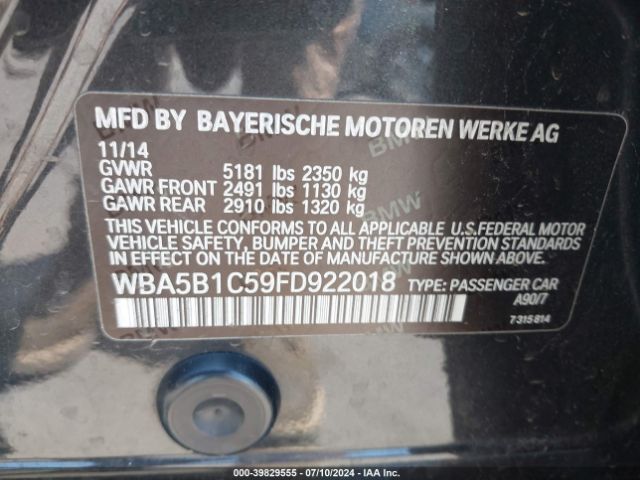 MFD BY BAYERISCHE MOTOREN WERKE AG
11/14
GVWR 5181 lbs 2350 kg
GAWR FRONT 2491 lbs 1130 kg
GAWR REAR 2910 lbs 1320 kg
THIS VEHICLE CONFORMS TO ALL APPLICABLE U.S.FEDERAL MOTOR
VEHICLE SAFETY, BUMPER AND THEFT PREVENTION STANDARDS
IN EFFECT ON THE DATE OF MANUFACTURE SHOWN ABOVE.
WBA5B1C59FD922018 TYPE: PASSENGER CAR
A90/7
7315814
000-39829555 - 07/10/2024 - IAA Inc.